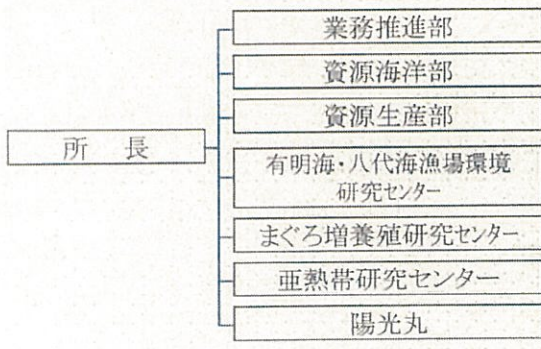 業務推進部
資源海洋部
資源生産部
所 長
有明海・八代海漁場環境
研究センター
まぐろ増養殖研究センター
亜熱帯研究センター
陽光丸